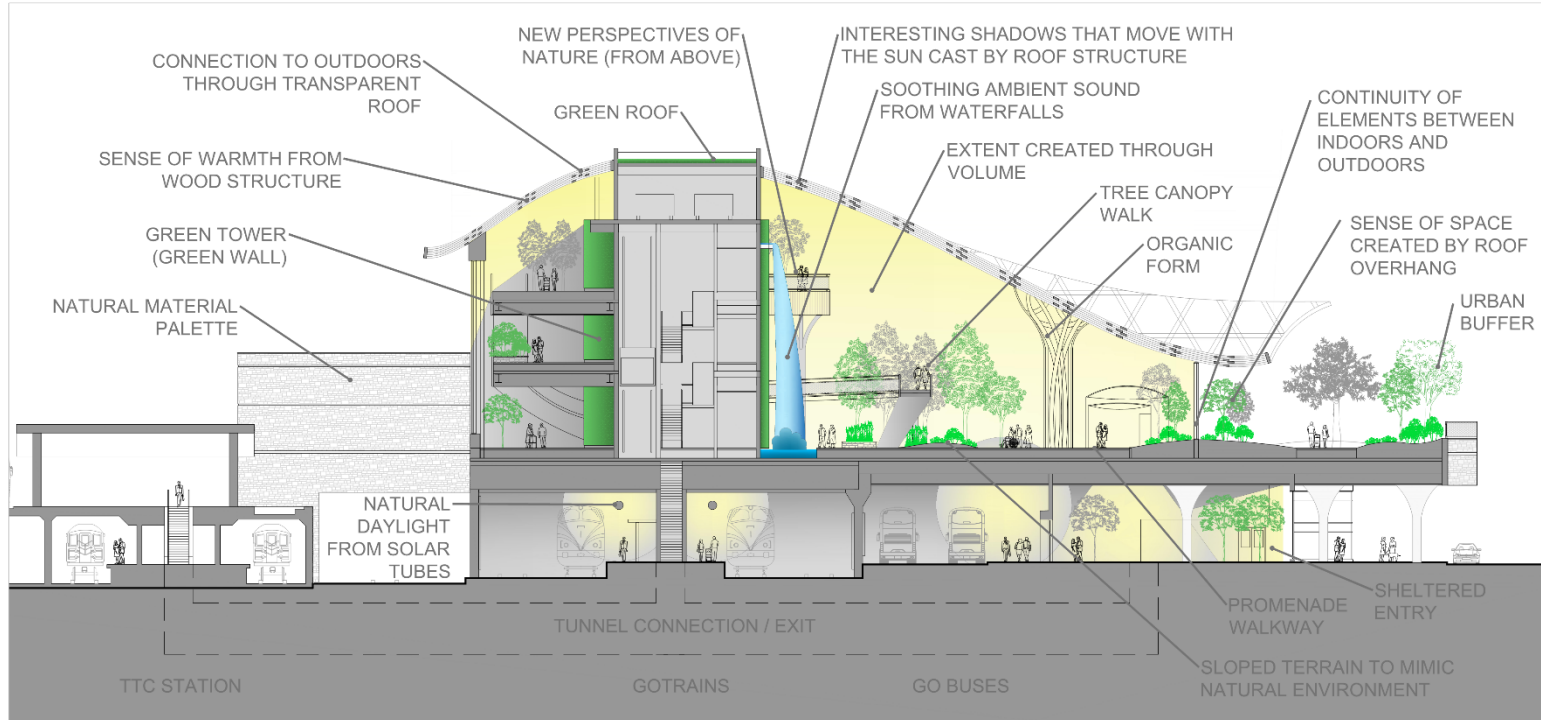 NEW PERSPECTIVES OF
NATURE (FROM ABOVE)
INTERESTING SHADOWS THAT MOVE WITH
THE SUN CAST BY ROOF STRUCTURE
CONNECTION TO OUTDOORS
THROUGH TRANSPARENT
ROOF
SOOTHING AMBIENT SOUND
FROM WATERFALLS
CONTINUITY OF
ELEMENTS BETWEEN
INDOORS AND
OUTDOORS
GREEN ROOF
SENSE OF WARMTH FROM
WOOD STRUCTURE
EXTENT CREATED THROUGH
VOLUME
TREE CANOPY
WALK
GREEN TOWER
(GREEN WALL)
ORGANIC
FORM
SENSE OF SPACE
CREATED BY ROOF
OVERHANG
NATURAL MATERIAL
PALETTE
URBAN
BUFFER
NATURAL
DAYLIGHT
FROM SOLAR
TUBES
SHELTERED
ENTRY
PROMENADE
WALKWAY
TUNNEL CONNECTION / EXIT
SLOPED TERRAIN TO MIMIC
NATURAL ENVIRONMENT
TTC STATION
GOTRAINS
GO BUSES